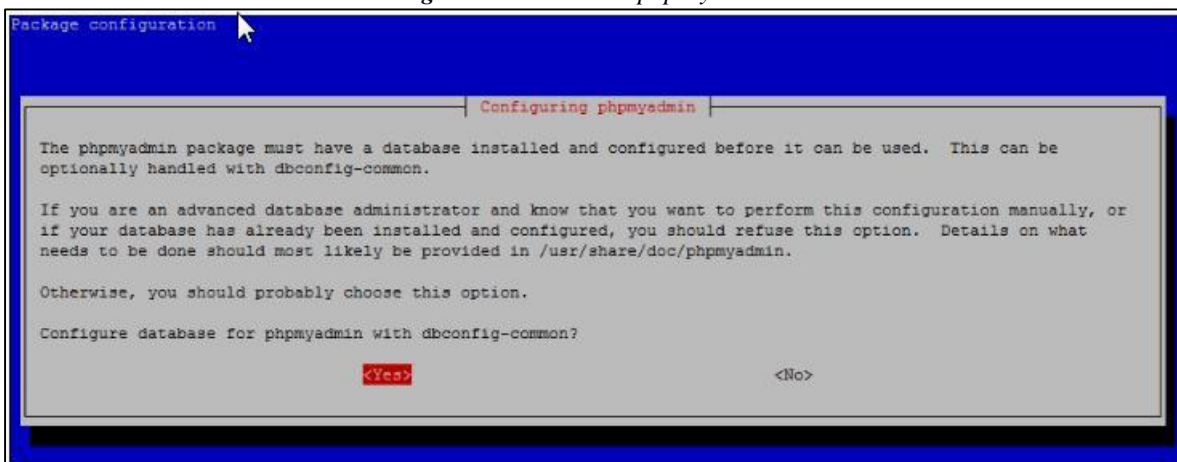 Package configuration
Configuring phpmyadmin
The phpmyadmin package must have a database installed and configured before it can be used. This can be
optionally handled with dbconfig-common.
If you are an advanced database administrator and know that you want to perform this configuration manually, or
if your database has already been installed and configured, you should refuse this option. Details on what
needs to be done should most likely be provided in /usr/share/doc/phpmyadmin.
Otherwise, you should probably choose this option.
Configure database for phpmyadmin with dbconfig-common?
<Yes> <No>